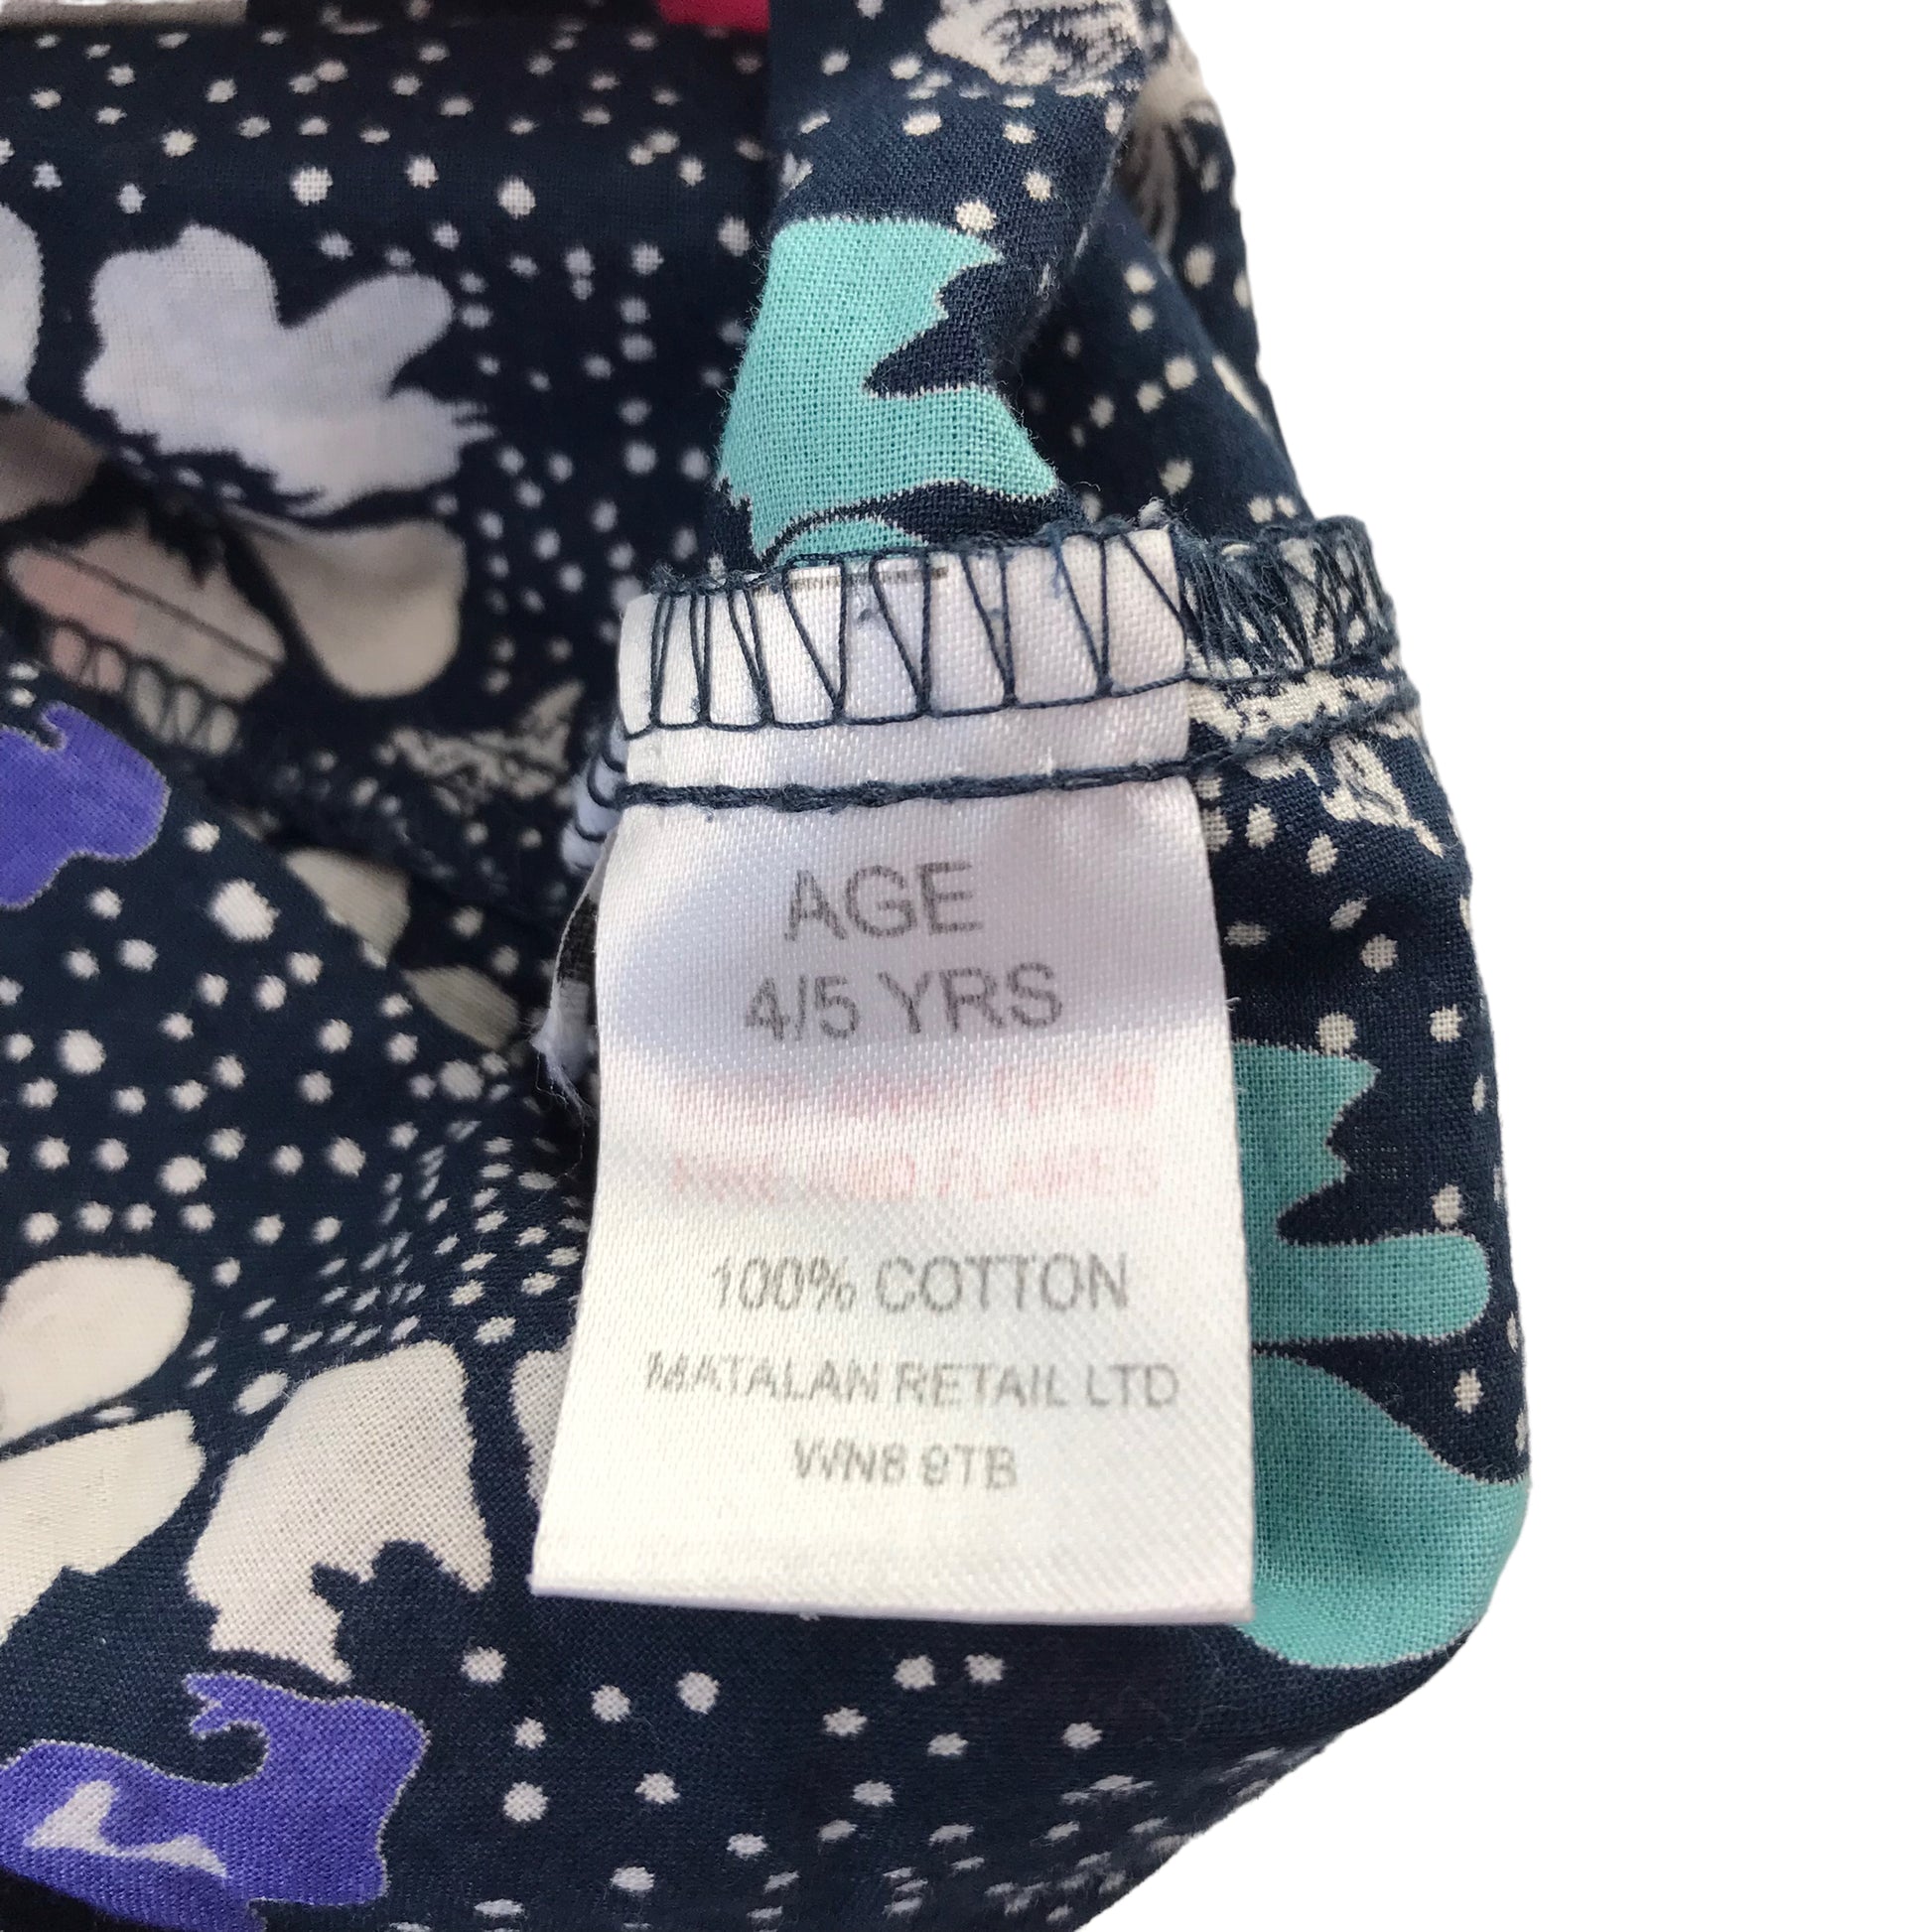 AGE
4/5 YRS
100% COTTON
MATALAN RETAIL LTD
WN8 9TB